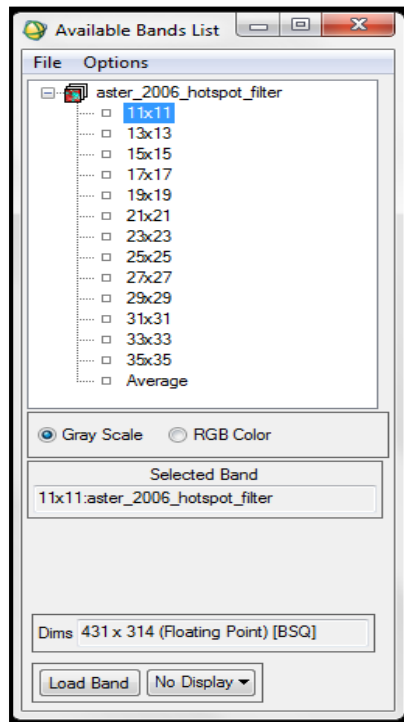 Available Bands List
File Options
aster_2006_hotspot_filter
11x11
13x13
15x15
17x17
19x19
21x21
23x23
25x25
27x27
29x29
31x31
33x33
35x35
Average
Gray Scale RGB Color
Selected Band
11x11:aster_2006_hotspot_filter
Dims 431 x 314 (Floating Point) [BSQ]
Load Band No Display